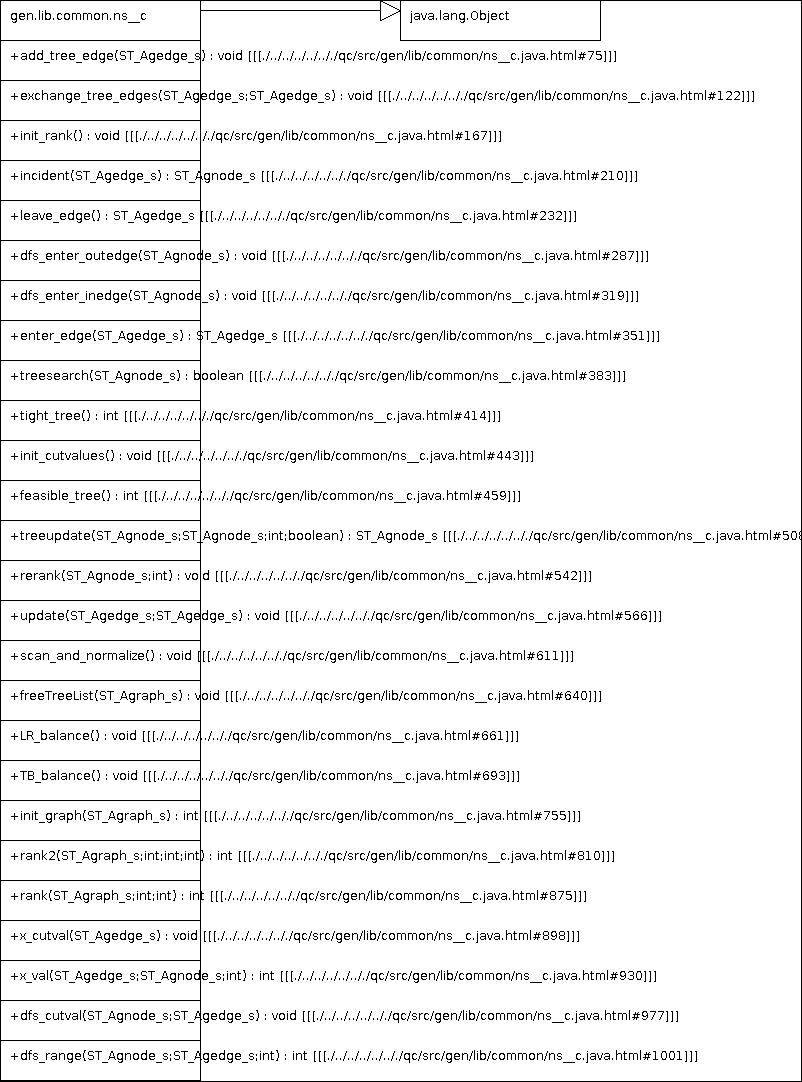 gen.lib.common.ns__c
java.lang.Object
+add_tree_edge(ST_Agedge_s) : void [[[./../../../../../../qc/src/gen/lib/common/ns__c.java.html#75]]]
+exchange_tree_edges(ST_Agedge_s;ST_Agedge_s) : void [[[./../../../../../../qc/src/gen/lib/common/ns__c.java.html#122]]]
+init_rank() : void [[[./../../../../../../qc/src/gen/lib/common/ns__c.java.html#167]]]
+incident(ST_Agedge_s) : ST_Agnode_s [[[./../../../../../../qc/src/gen/lib/common/ns__c.java.html#210]]]
+leave_edge() : ST_Agedge_s [[[./../../../../../../qc/src/gen/lib/common/ns__c.java.html#232]]]
+dfs_enter_outedge(ST_Agnode_s) : void [[[./../../../../../../qc/src/gen/lib/common/ns__c.java.html#287]]]
+dfs_enter_inedge(ST_Agnode_s) : void [[[./../../../../../../qc/src/gen/lib/common/ns__c.java.html#319]]]
+enter_edge(ST_Agedge_s) : ST_Agedge_s [[[./../../../../../../qc/src/gen/lib/common/ns__c.java.html#351]]]
+treesearch(ST_Agnode_s) : boolean [[[./../../../../../../qc/src/gen/lib/common/ns__c.java.html#383]]]
+tight_tree() : int [[[./../../../../../../qc/src/gen/lib/common/ns__c.java.html#414]]]
+init_cutvalues() : void [[[./../../../../../../qc/src/gen/lib/common/ns__c.java.html#443]]]
+feasible_tree() : int [[[./../../../../../../qc/src/gen/lib/common/ns__c.java.html#459]]]
+treeupdate(ST_Agnode_s;ST_Agnode_s;int;boolean) : ST_Agnode_s [[[./../../../../../../qc/src/gen/lib/common/ns__c.java.html#508
+rerank(ST_Agnode_s;int) : void [[[./../../../../../../qc/src/gen/lib/common/ns__c.java.html#542]]]
+update(ST_Agedge_s;ST_Agedge_s) : void [[[./../../../../../../qc/src/gen/lib/common/ns__c.java.html#566]]]
+scan_and_normalize() : void [[[./../../../../../../qc/src/gen/lib/common/ns__c.java.html#611]]]
+freeTreeList(ST_Agraph_s) : void [[[./../../../../../../qc/src/gen/lib/common/ns__c.java.html#640]]]
+LR_balance() : void [[[./../../../../../../qc/src/gen/lib/common/ns__c.java.html#661]]]
+TB_balance() : void [[[./../../../../../../qc/src/gen/lib/common/ns__c.java.html#693]]]
+init_graph(ST_Agraph_s) : int [[[./../../../../../../qc/src/gen/lib/common/ns__c.java.html#755]]]
+rank2(ST_Agraph_s;int;int;int) : int [[[./../../../../../../qc/src/gen/lib/common/ns__c.java.html#810]]]
+rank(ST_Agraph_s;int;int) : int [[[./../../../../../../qc/src/gen/lib/common/ns__c.java.html#875]]]
+x_cutval(ST_Agedge_s) : void [[[./../../../../../../qc/src/gen/lib/common/ns__c.java.html#898]]]
+x_val(ST_Agedge_s;ST_Agnode_s;int) : int [[[./../../../../../../qc/src/gen/lib/common/ns__c.java.html#930]]]
+dfs_cutval(ST_Agnode_s;ST_Agedge_s) : void [[[./../../../../../../qc/src/gen/lib/common/ns__c.java.html#977]]]
+dfs_range(ST_Agnode_s;ST_Agedge_s;int) : int [[[./../../../../../../qc/src/gen/lib/common/ns__c.java.html#1001]]]